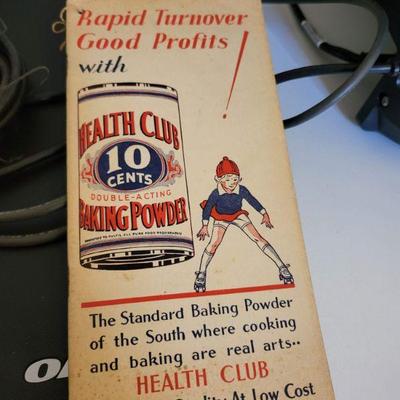 Rapid Turnover
Good Profits !
with
HEALTH CLUB
10
CENTS
DOUBLE-ACTING
BAKING POWDER
The Standard Baking Powder
of the South where cooking
and baking are real arts..
HEALTH CLUB
Quality At Low Cost